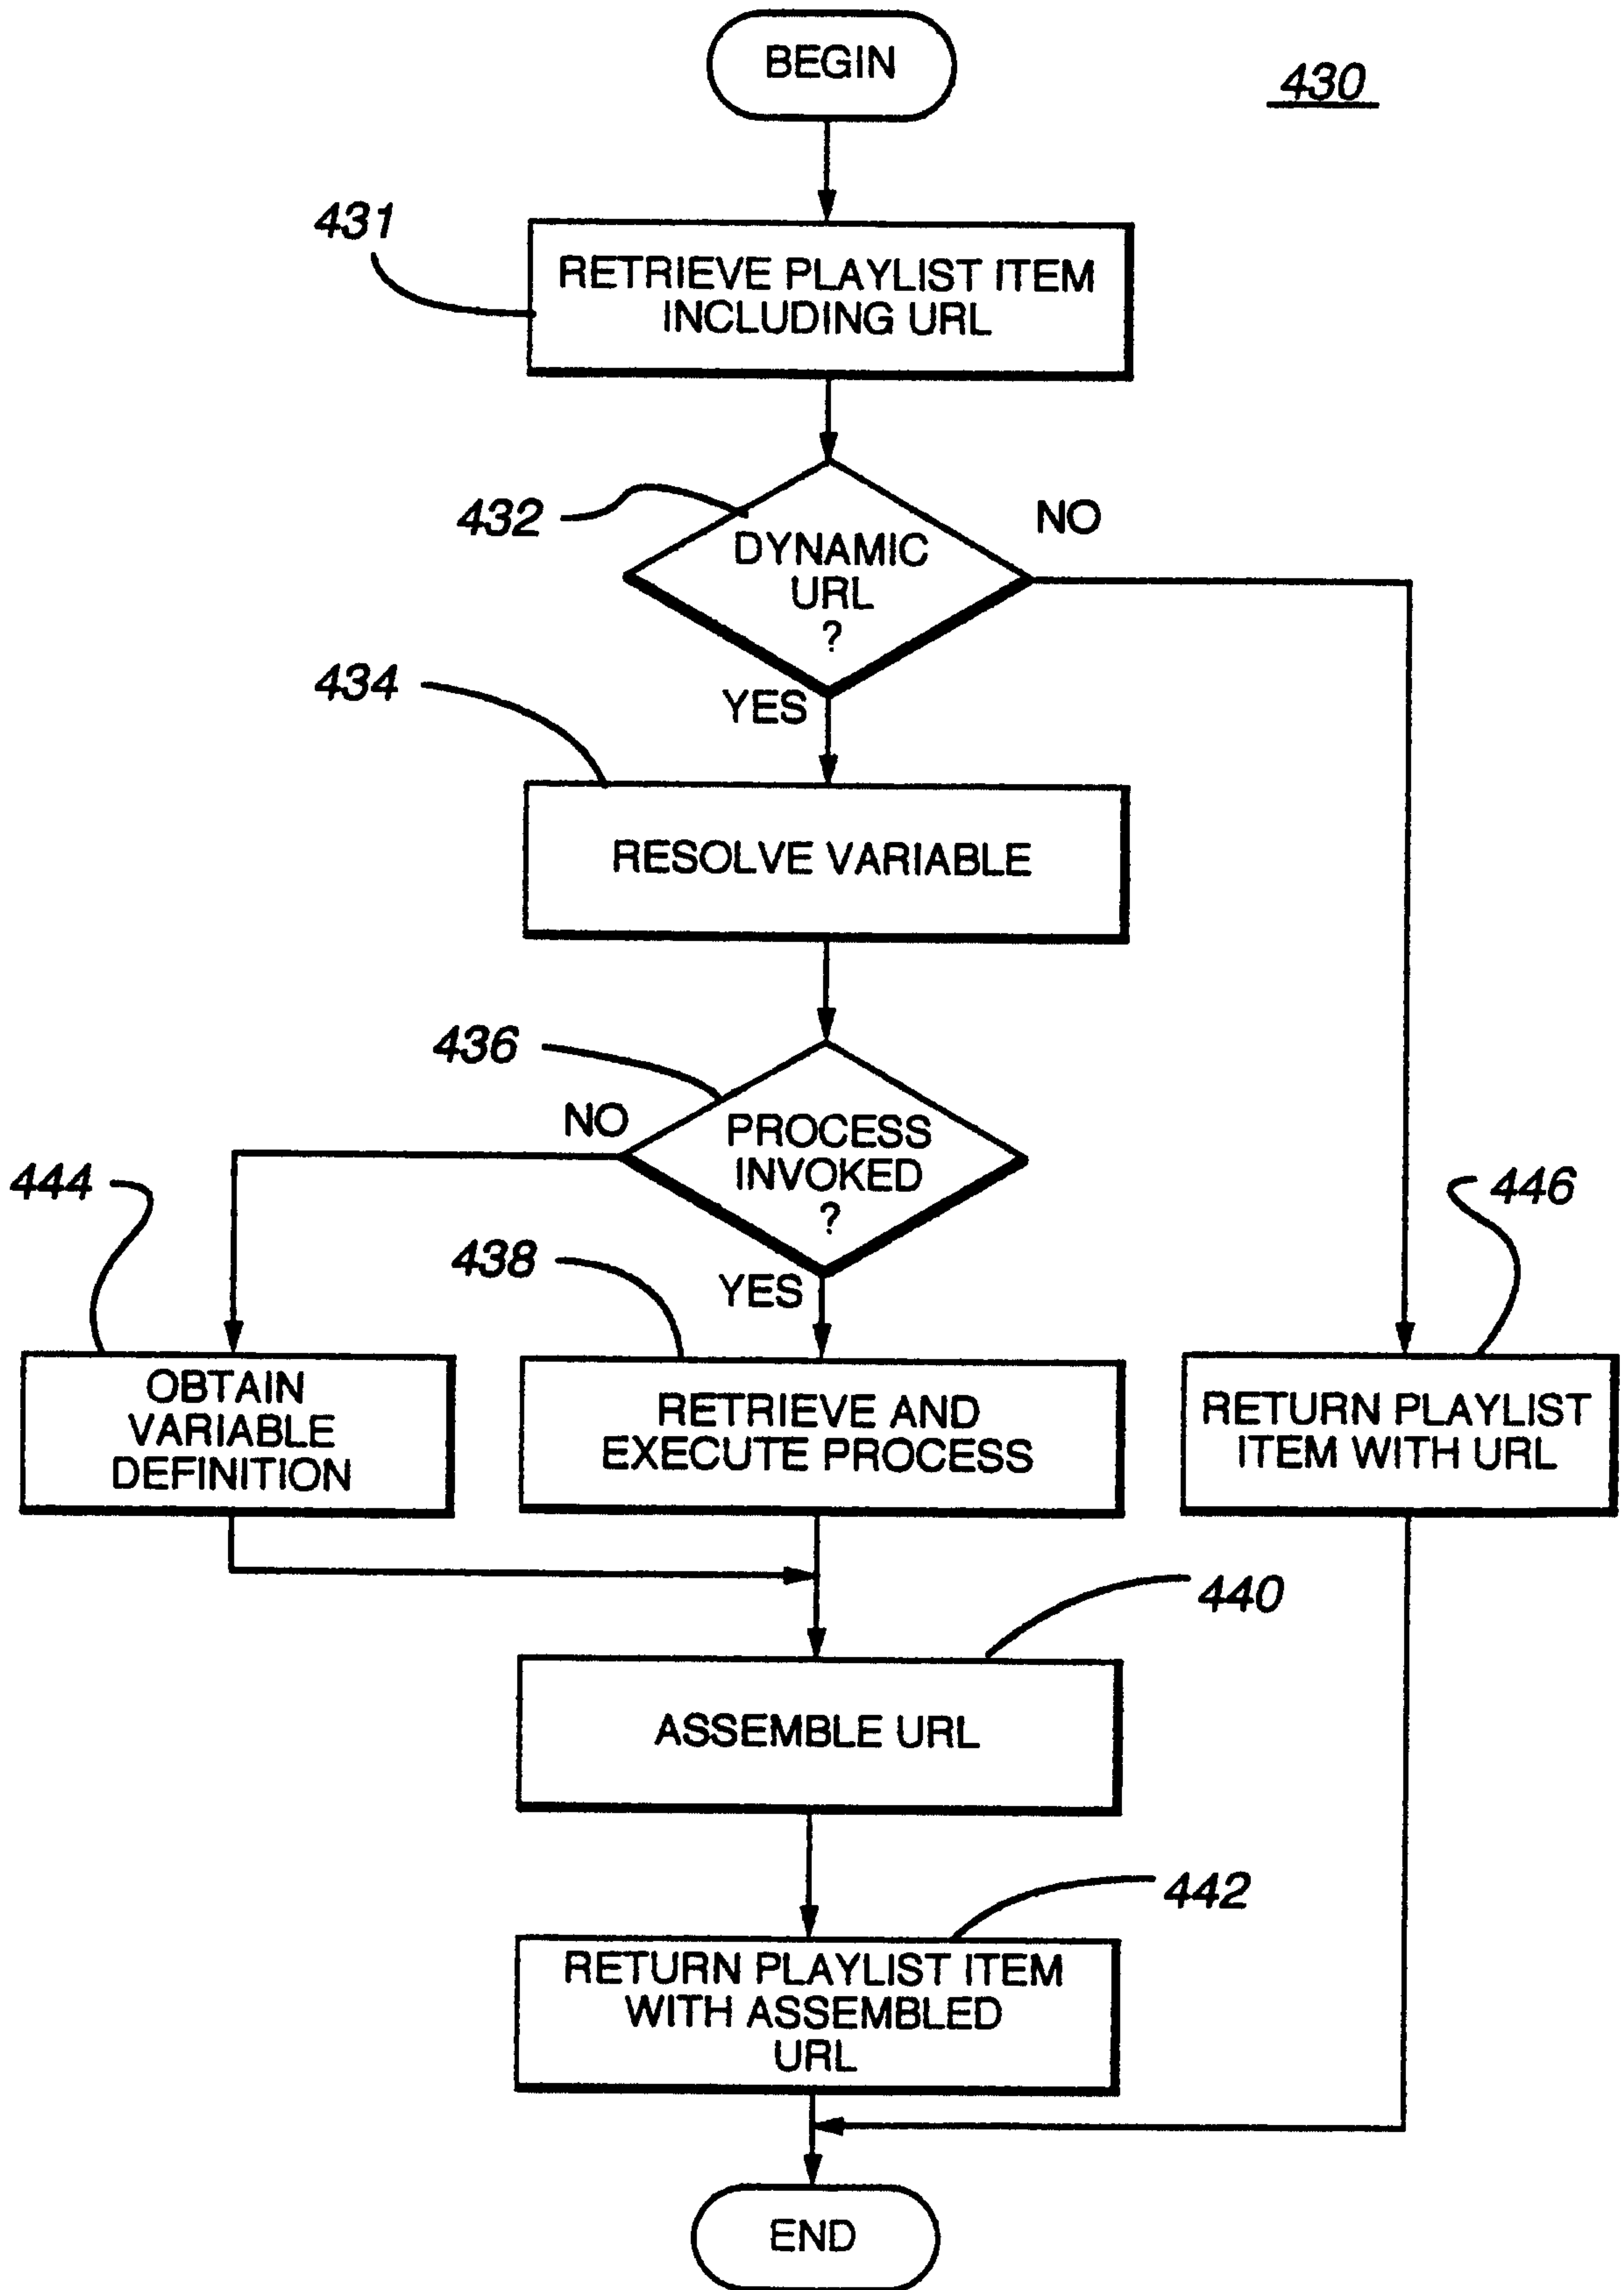 BEGIN
430
431
RETRIEVE PLAYLIST ITEM
INCLUDING URL
432
NO
DYNAMIC
URL
?
434
YES
RESOLVE VARIABLE
436
NO
PROCESS
INVOKED
?
444
446
438
YES
OBTAIN
VARIABLE
DEFINITION
RETRIEVE AND
EXECUTE PROCESS
RETURN PLAYLIST
ITEM WITH URL
440
ASSEMBLE URL
442
RETURN PLAYLIST ITEM
WITH ASSEMBLED
URL
END